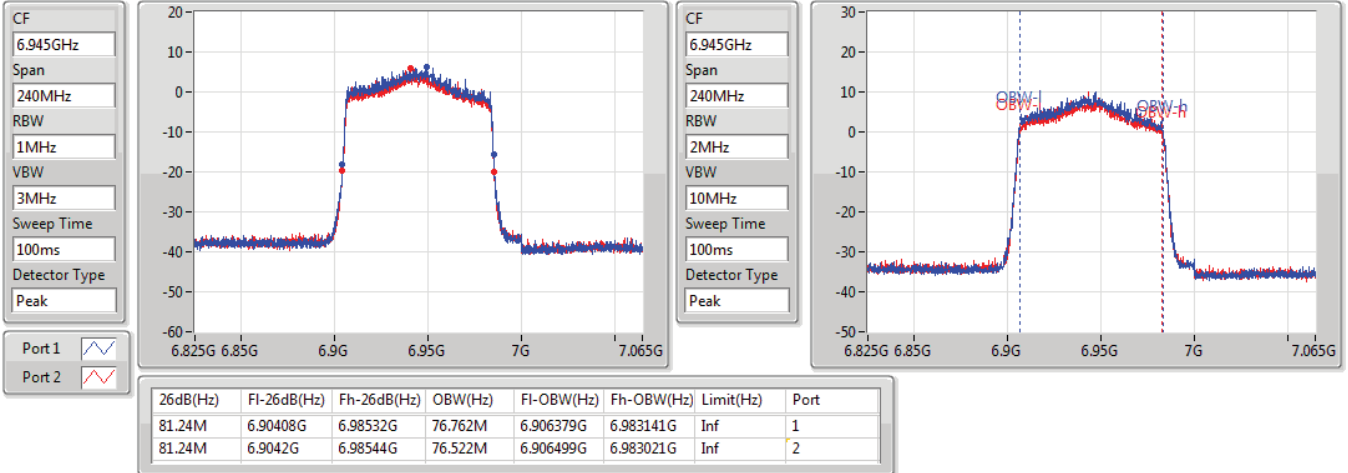 CF
6.945GHz
Span
240MHz
RBW
1MHz
VBW
3MHz
Sweep Time
100ms
Detector Type
Peak
Port 1
Port 2
20
10
0
-10
-20
-30
-40
-50
-60
6.825G 6.85G 6.9G 6.95G 7G 7.065G
CF
6.945GHz
Span
240MHz
RBW
2MHz
VBW
10MHz
Sweep Time
100ms
Detector Type
Peak
30
20
10
0
-10
-20
-30
-40
-50
OBW-l
OBW-l
OBW-h
OBW-h
6.825G 6.85G 6.9G 6.95G 7G 7.065G
26dB(Hz) Fl-26dB(Hz) Fh-26dB(Hz) OBW(Hz) Fl-OBW(Hz) Fh-OBW(Hz) Limit(Hz) Port
81.24M 6.90408G 6.98532G 76.762M 6.906379G 6.983141G Inf 1
81.24M 6.9042G 6.98544G 76.522M 6.906499G 6.983021G Inf 2